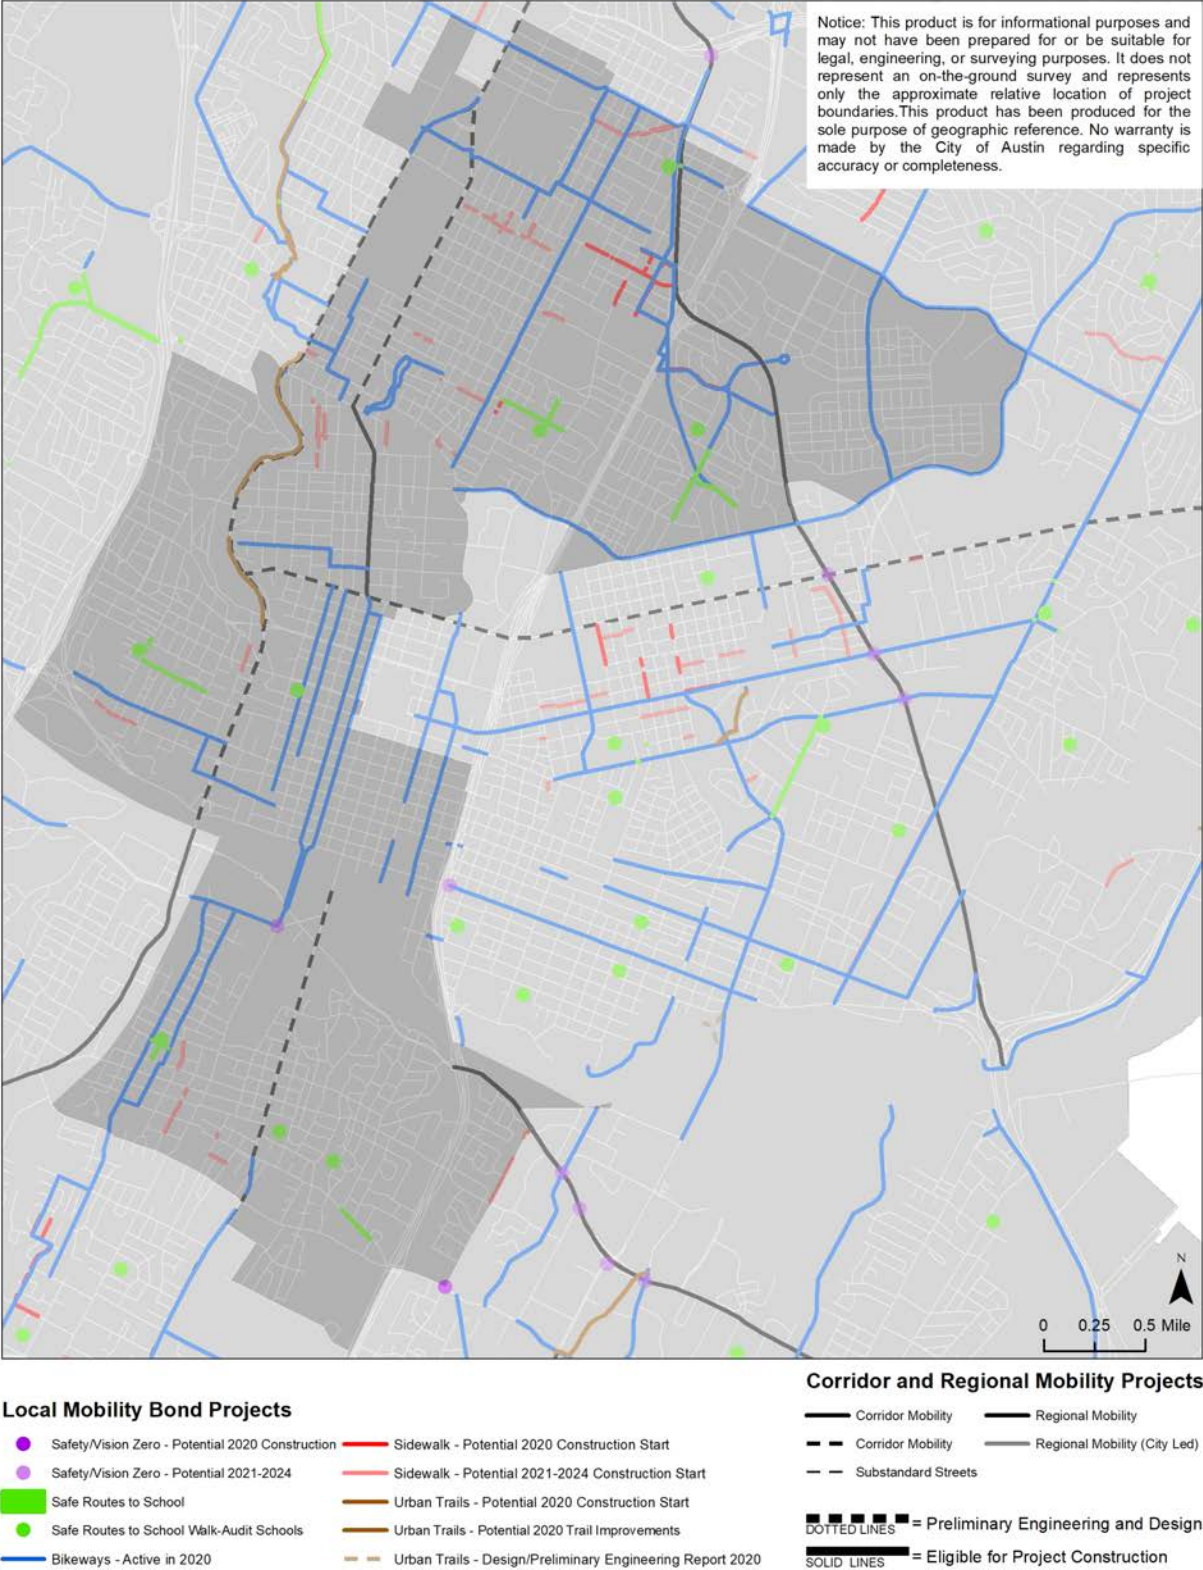 Notice: This product is for informational purposes and
may not have been prepared for or be suitable for
legal, engineering, or surveying purposes. It does not
represent an on-the-ground survey and represents
only the approximate relative location of project
boundaries.This product has been produced for the
sole purpose of geographic reference. No warranty is
made by the City of Austin regarding specific
accuracy or completeness.
N
0 0.25 0.5 Mile
Local Mobility Bond Projects
Safety/Vision Zero - Potential 2020 Construction
Safety/Vision Zero - Potential 2021-2024
Safe Routes to School
Safe Routes to School Walk-Audit Schools
Bikeways - Active in 2020
Sidewalk - Potential 2020 Construction Start
Sidewalk - Potential 2021-2024 Construction Start
Urban Trails - Potential 2020 Construction Start
Urban Trails - Potential 2020 Trail Improvements
Urban Trails - Design/Preliminary Engineering Report 2020
Corridor and Regional Mobility Projects
Corridor Mobility
Corridor Mobility
Substandard Streets
Regional Mobility
Regional Mobility (City Led)
DOTTED LINES = Preliminary Engineering and Design
SOLID LINES = Eligible for Project Construction